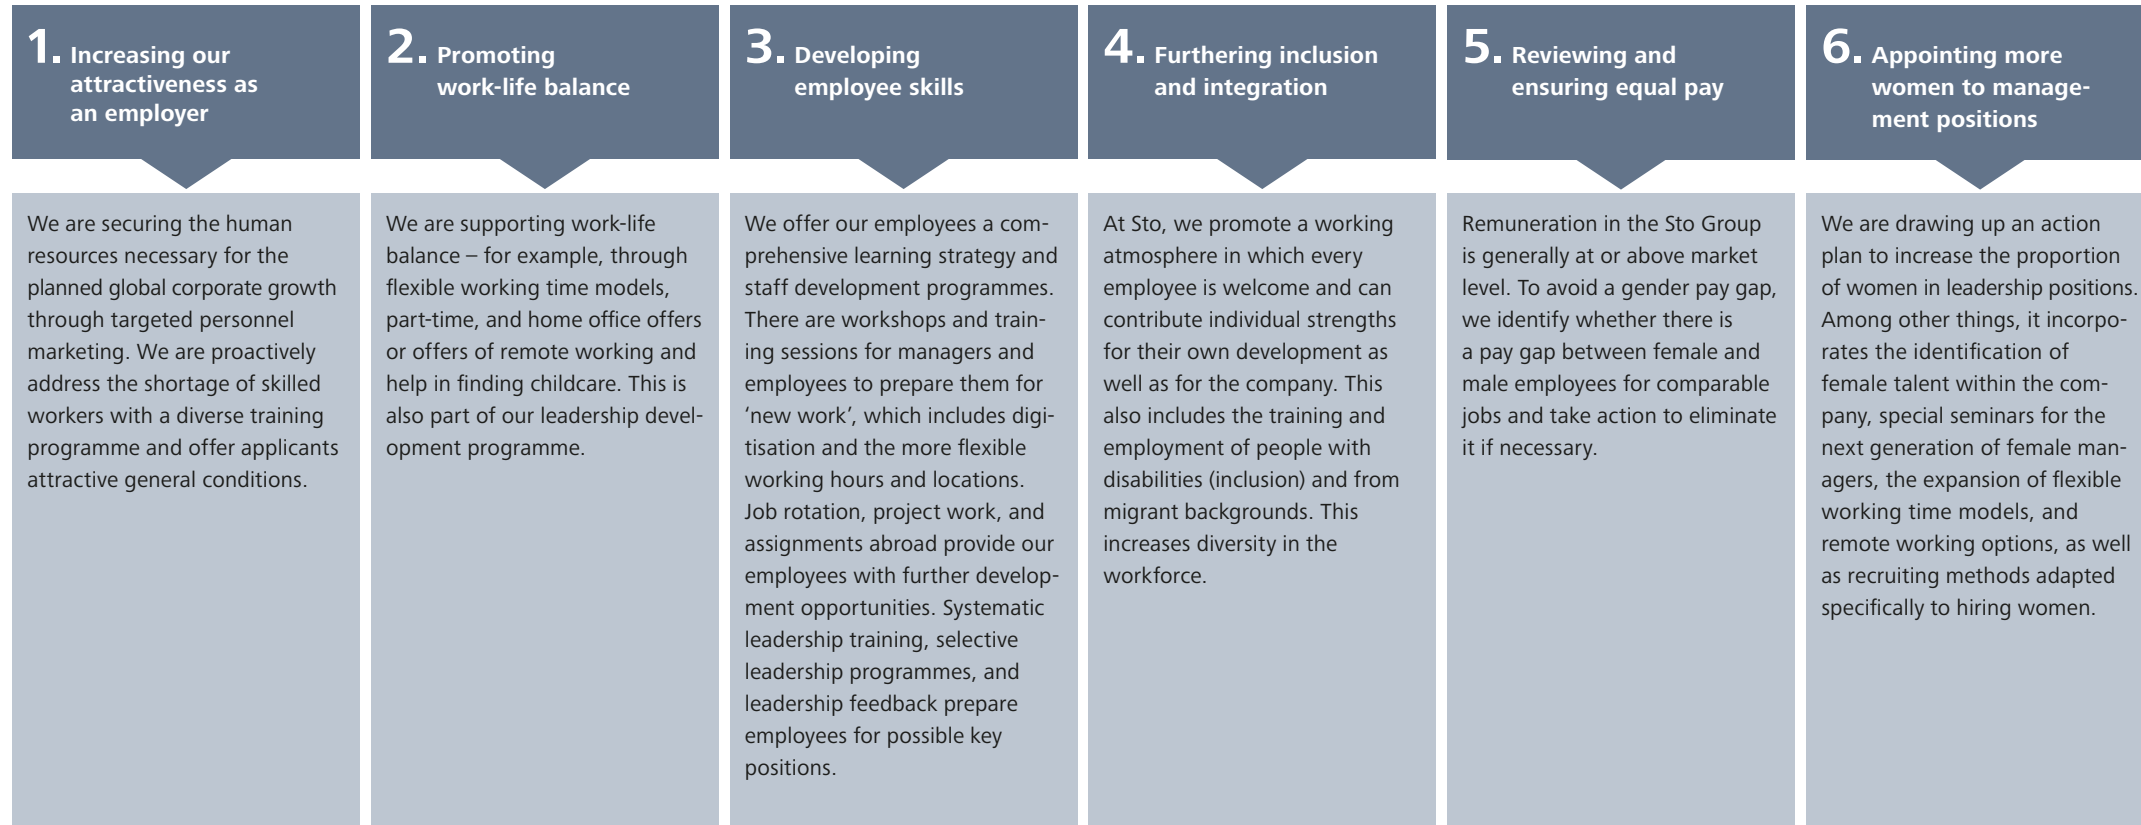 1. Increasing our
attractiveness as
an employer
We are securing the human
resources necessary for the
planned global corporate growth
through targeted personnel
marketing. We are proactively
address the shortage of skilled
workers with a diverse training
programme and offer applicants
attractive general conditions.
2. Promoting
work-life balance
We are supporting work-life
balance – for example, through
flexible working time models,
part-time, and home office offers
or offers of remote working and
help in finding childcare. This is
also part of our leadership devel-
opment programme.
3. Developing
employee skills
We offer our employees a com-
prehensive learning strategy and
staff development programmes.
There are workshops and train-
ing sessions for managers and
employees to prepare them for
‘new work’, which includes digi-
tisation and the more flexible
working hours and locations.
Job rotation, project work, and
assignments abroad provide our
employees with further develop-
ment opportunities. Systematic
leadership training, selective
leadership programmes, and
leadership feedback prepare
employees for possible key
positions.
4. Furthering inclusion
and integration
At Sto, we promote a working
atmosphere in which every
employee is welcome and can
contribute individual strengths
for their own development as
well as for the company. This
also includes the training and
employment of people with
disabilities (inclusion) and from
migrant backgrounds. This
increases diversity in the
workforce.
5. Reviewing and
ensuring equal pay
Remuneration in the Sto Group
is generally at or above market
level. To avoid a gender pay gap,
we identify whether there is
a pay gap between female and
male employees for comparable
jobs and take action to eliminate
it if necessary.
6. Appointing more
women to manage-
ment positions
We are drawing up an action
plan to increase the proportion
of women in leadership positions.
Among other things, it incorpo-
rates the identification of
female talent within the com-
pany, special seminars for the
next generation of female man-
agers, the expansion of flexible
working time models, and
remote working options, as well
as recruiting methods adapted
specifically to hiring women.